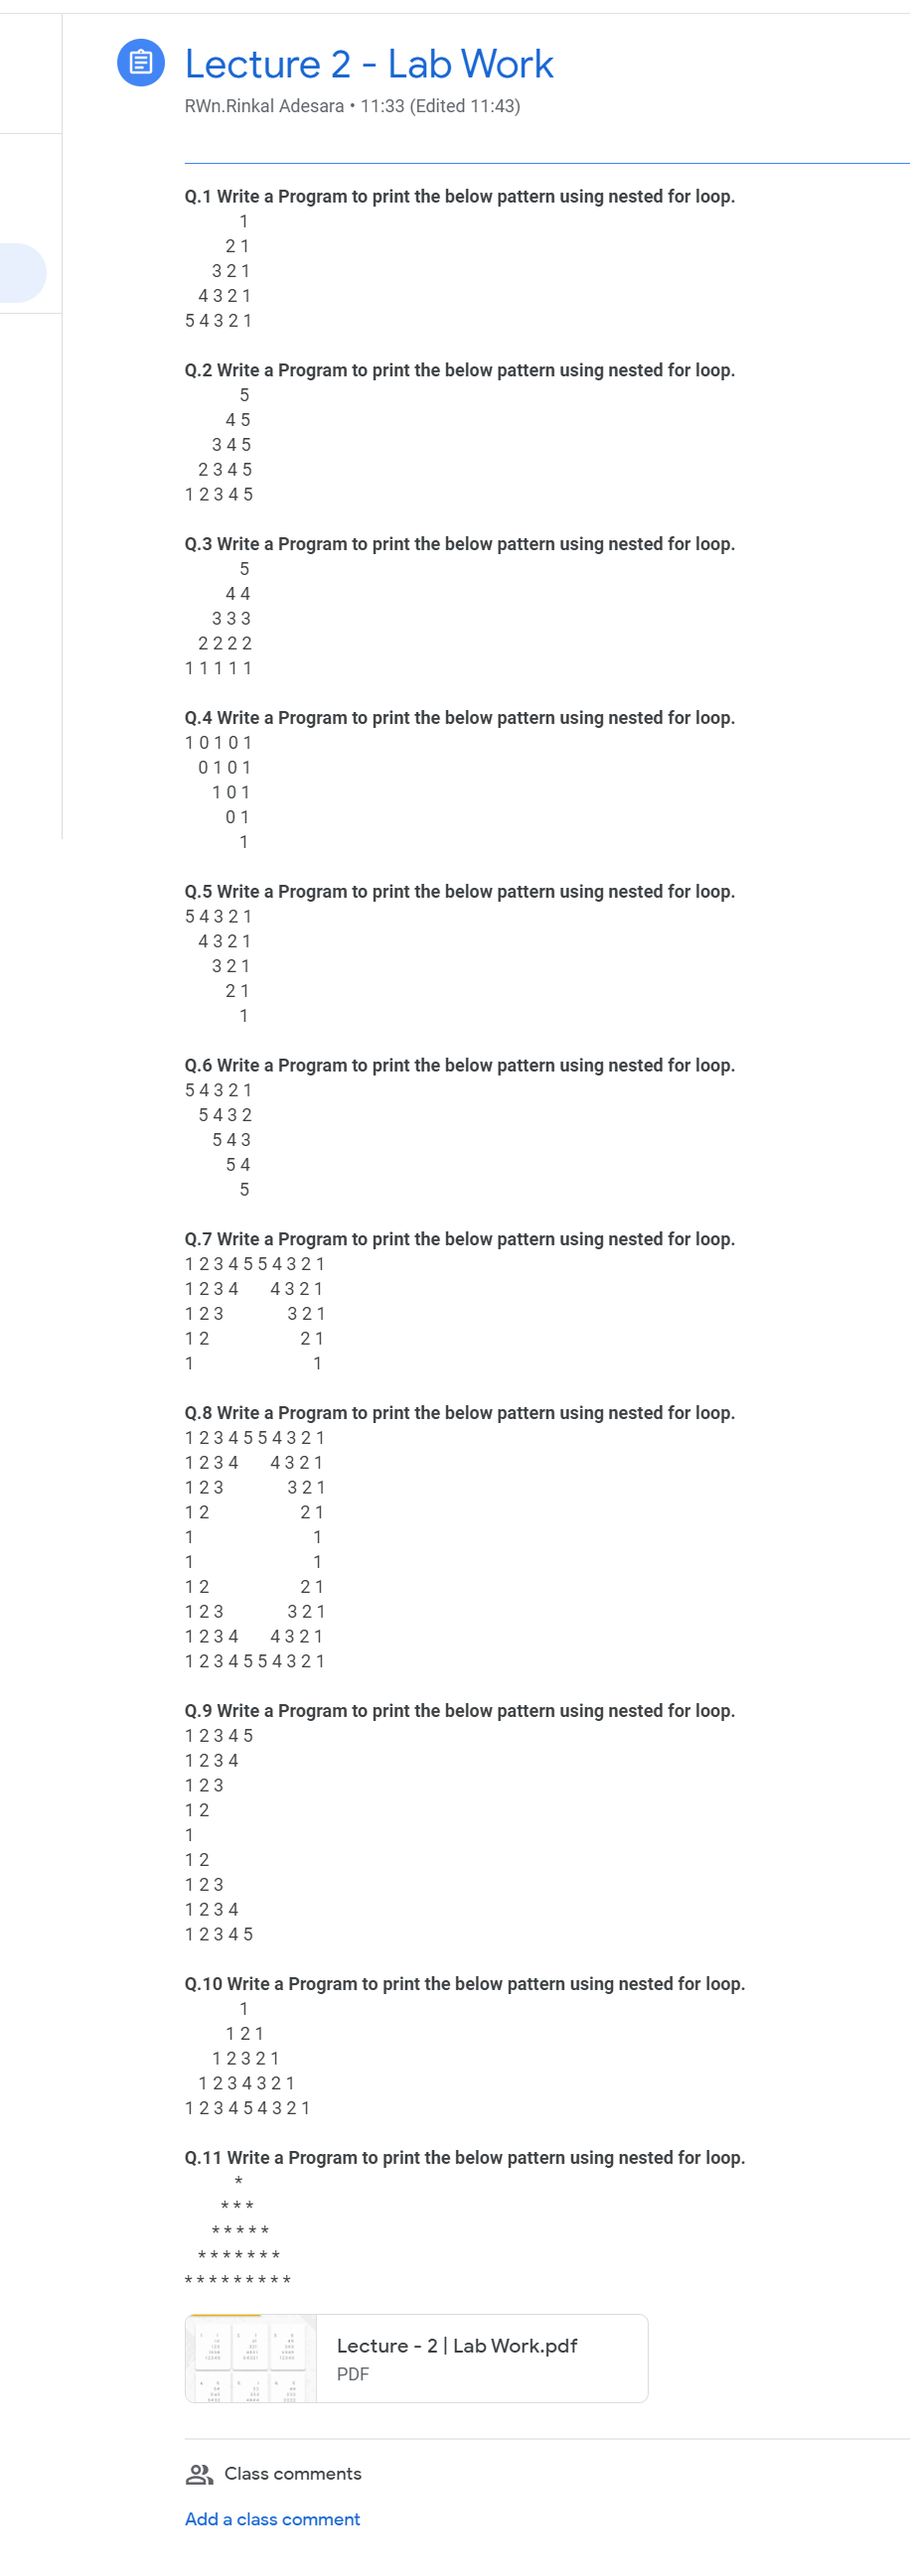 Lecture 2 - Lab Work
RWn.Rinkal Adesara • 11:33 (Edited 11:43)
Q.1 Write a Program to print the below pattern using nested for loop.
1
2 1
3 2 1
4 3 2 1
5 4 3 2 1
Q.2 Write a Program to print the below pattern using nested for loop.
5
4 5
3 4 5
2 3 4 5
1 2 3 4 5
Q.3 Write a Program to print the below pattern using nested for loop.
5
4 4
3 3 3
2 2 2 2
1 1 1 1 1
Q.4 Write a Program to print the below pattern using nested for loop.
1 0 1 0 1
0 1 0 1
1 0 1
0 1
1
Q.5 Write a Program to print the below pattern using nested for loop.
5 4 3 2 1
4 3 2 1
3 2 1
2 1
1
Q.6 Write a Program to print the below pattern using nested for loop.
5 4 3 2 1
5 4 3 2
5 4 3
5 4
5
Q.7 Write a Program to print the below pattern using nested for loop.
1 2 3 4 5 5 4 3 2 1
1 2 3 4 4 3 2 1
1 2 3 3 2 1
1 2 2 1
1 1
Q.8 Write a Program to print the below pattern using nested for loop.
1 2 3 4 5 5 4 3 2 1
1 2 3 4 4 3 2 1
1 2 3 3 2 1
1 2 2 1
1 1
1 1
1 2 2 1
1 2 3 3 2 1
1 2 3 4 4 3 2 1
1 2 3 4 5 5 4 3 2 1
Q.9 Write a Program to print the below pattern using nested for loop.
1 2 3 4 5
1 2 3 4
1 2 3
1 2
1
1 2
1 2 3
1 2 3 4
1 2 3 4 5
Q.10 Write a Program to print the below pattern using nested for loop.
1
1 2 1
1 2 3 2 1
1 2 3 4 3 2 1
1 2 3 4 5 4 3 2 1
Q.11 Write a Program to print the below pattern using nested for loop.
*
* * *
* * * * *
* * * * * * *
* * * * * * * * *
Lecture - 2 | Lab Work.pdf
PDF
Class comments
Add a class comment